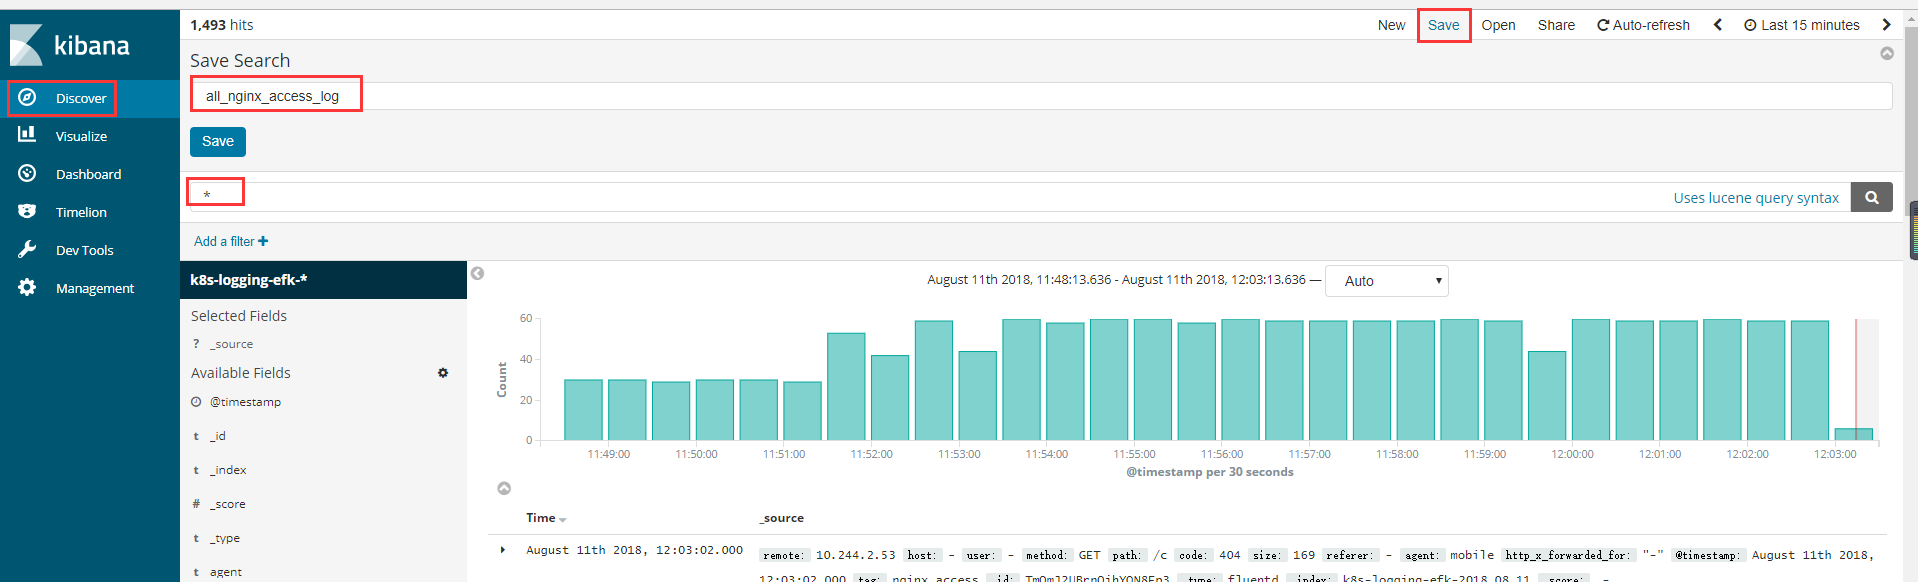 1,493 hits
New Save Open Share Auto-refresh Last 15 minutes
kibana
Discover
Visualize
Dashboard
Timelion
Dev Tools
Management
Save Search
all_nginx_access_log
Save
*
Uses lucene query syntax
Add a filter +
k8s-logging-efk-*
Selected Fields
? _source
Available Fields
@timestamp
t _id
t _index
# _score
t _type
t agent
August 11th 2018, 11:48:13.636 - August 11th 2018, 12:03:13.636 — Auto
Count
60
40
20
0
11:49:00 11:50:00 11:51:00 11:52:00 11:53:00 11:54:00 11:55:00 11:56:00 11:57:00 11:58:00 11:59:00 12:00:00 12:01:00 12:02:00 12:03:00
@timestamp per 30 seconds
Time _source
August 11th 2018, 12:03:02.000 remote: 10.244.2.53 host: - user: - method: GET path: /c code: 404 size: 169 referer: - agent: mobile http_x_forwarded_for: "-" @timestamp: August 11th 2018,
12:03:02.000 tag: nginx access _id: _type: fluentd _index: k8s-logging-efk-2018.08.11 _score: -